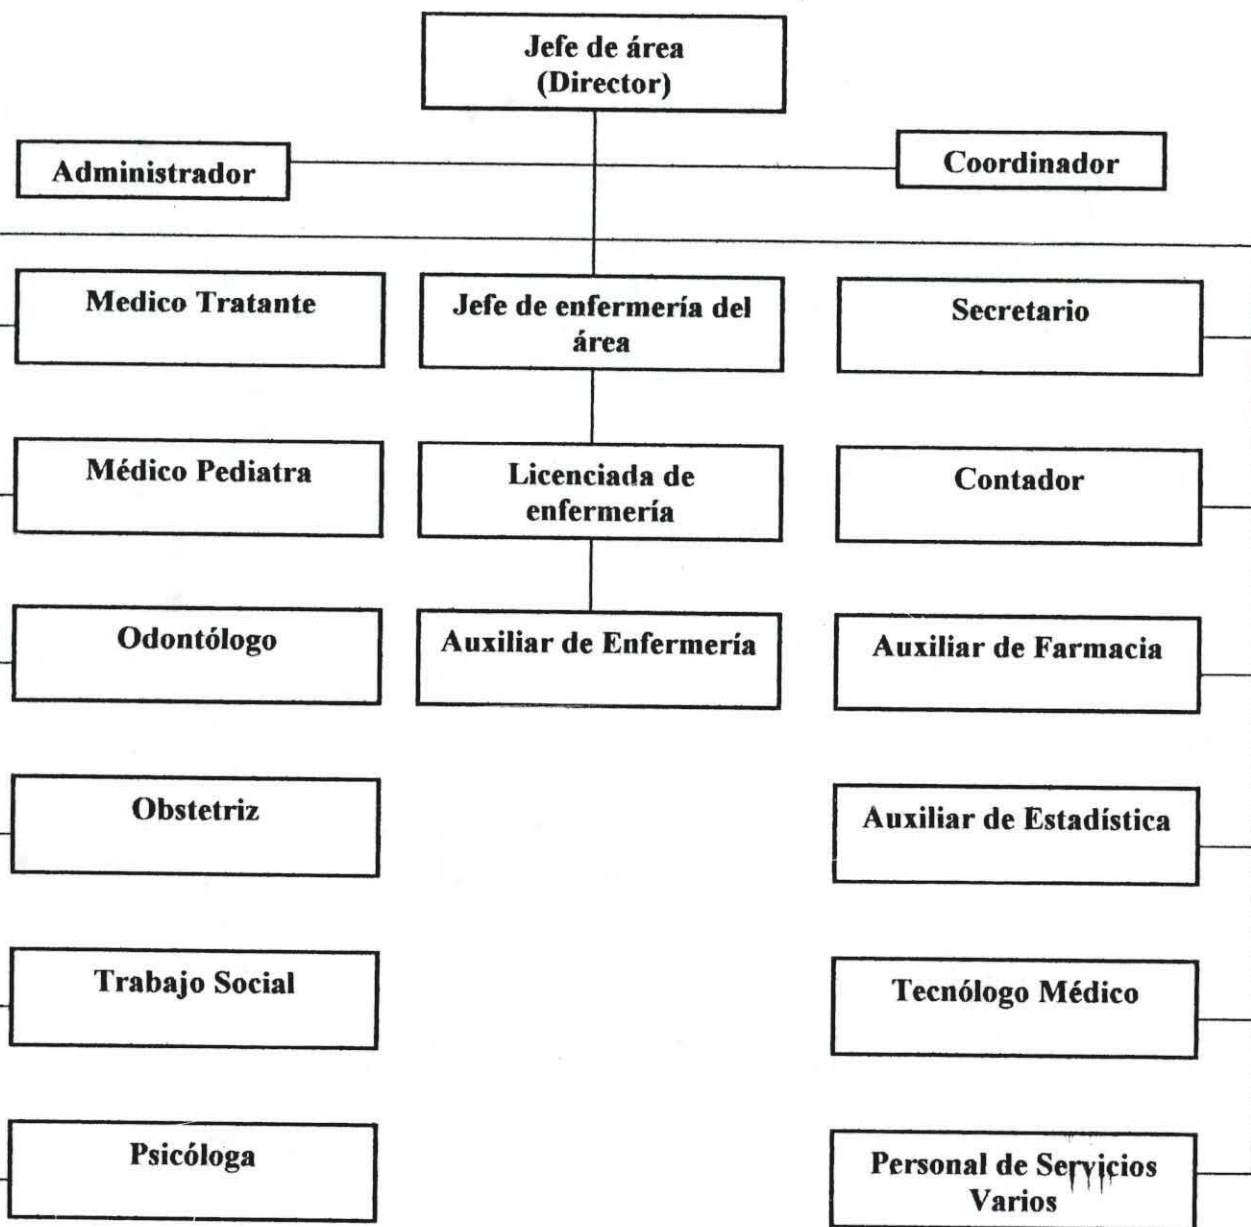 Jefe de área
(Director)
Administrador
Coordinador
Medico Tratante
Jefe de enfermería del
área
Secretario
Médico Pediatra
Licenciada de
enfermería
Contador
Odontólogo
Auxiliar de Enfermería
Auxiliar de Farmacia
Obstetriz
Auxiliar de Estadística
Trabajo Social
Tecnólogo Médico
Psicóloga
Personal de Servicios
Varios